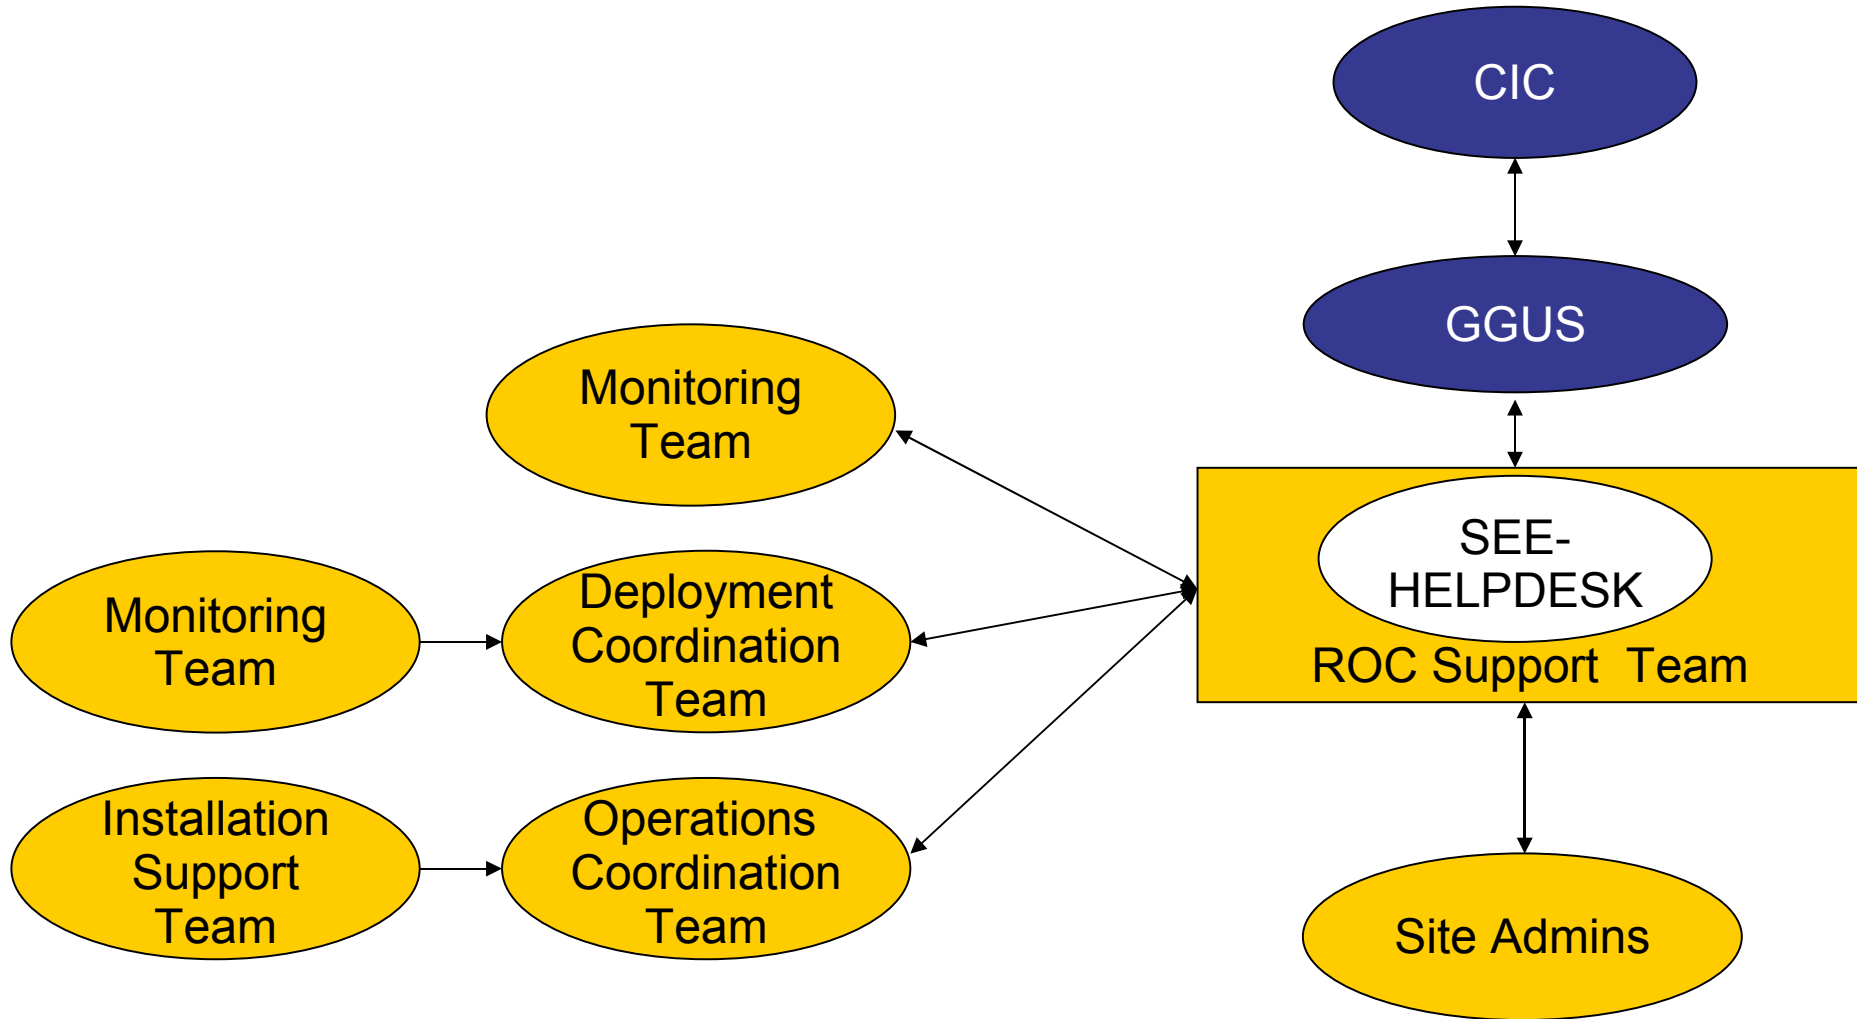 CIC
GGUS
Monitoring
Team
SEE-
HELPDESK
ROC Support  Team
Monitoring
Team
Deployment
Coordination
Team
Installation
Support
Team
Operations
Coordination
Team
Site Admins